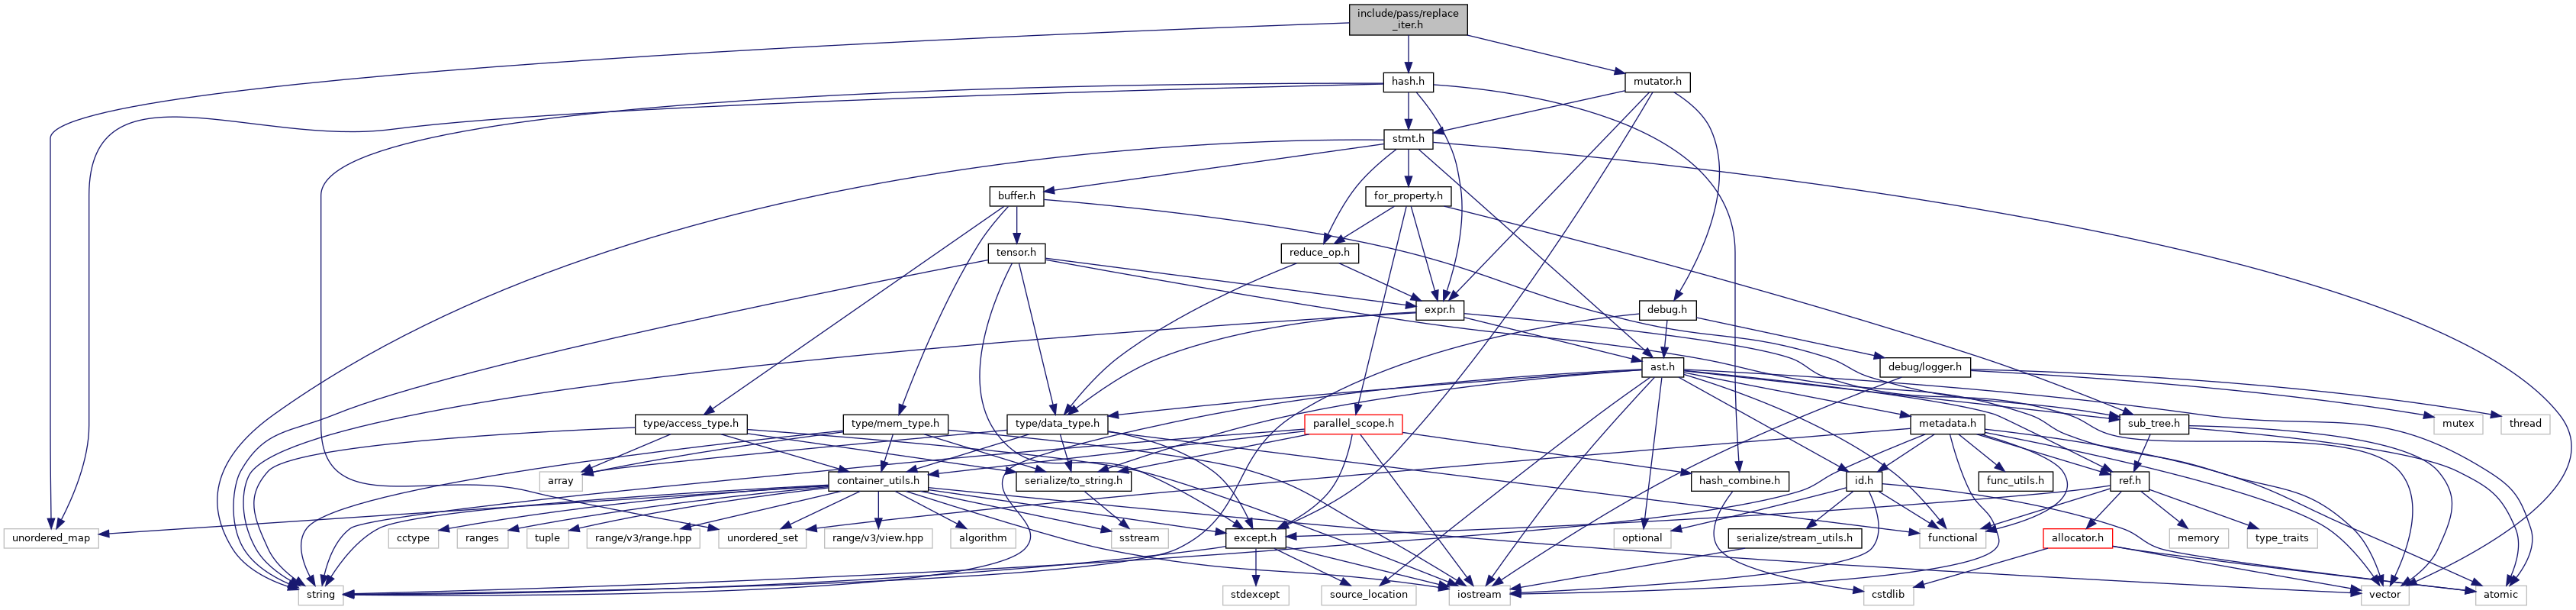 include/pass/replace
_iter.h
hash.h
mutator.h
stmt.h
buffer.h
for_property.h
tensor.h
reduce_op.h
expr.h
debug.h
ast.h
debug/logger.h
type/access_type.h
type/mem_type.h
type/data_type.h
parallel_scope.h
metadata.h
sub_tree.h
mutex
thread
array
container_utils.h
serialize/to_string.h
hash_combine.h
id.h
func_utils.h
ref.h
unordered_map
cctype
ranges
tuple
range/v3/range.hpp
unordered_set
range/v3/view.hpp
algorithm
sstream
except.h
optional
serialize/stream_utils.h
functional
allocator.h
memory
type_traits
string
stdexcept
source_location
iostream
cstdlib
vector
atomic